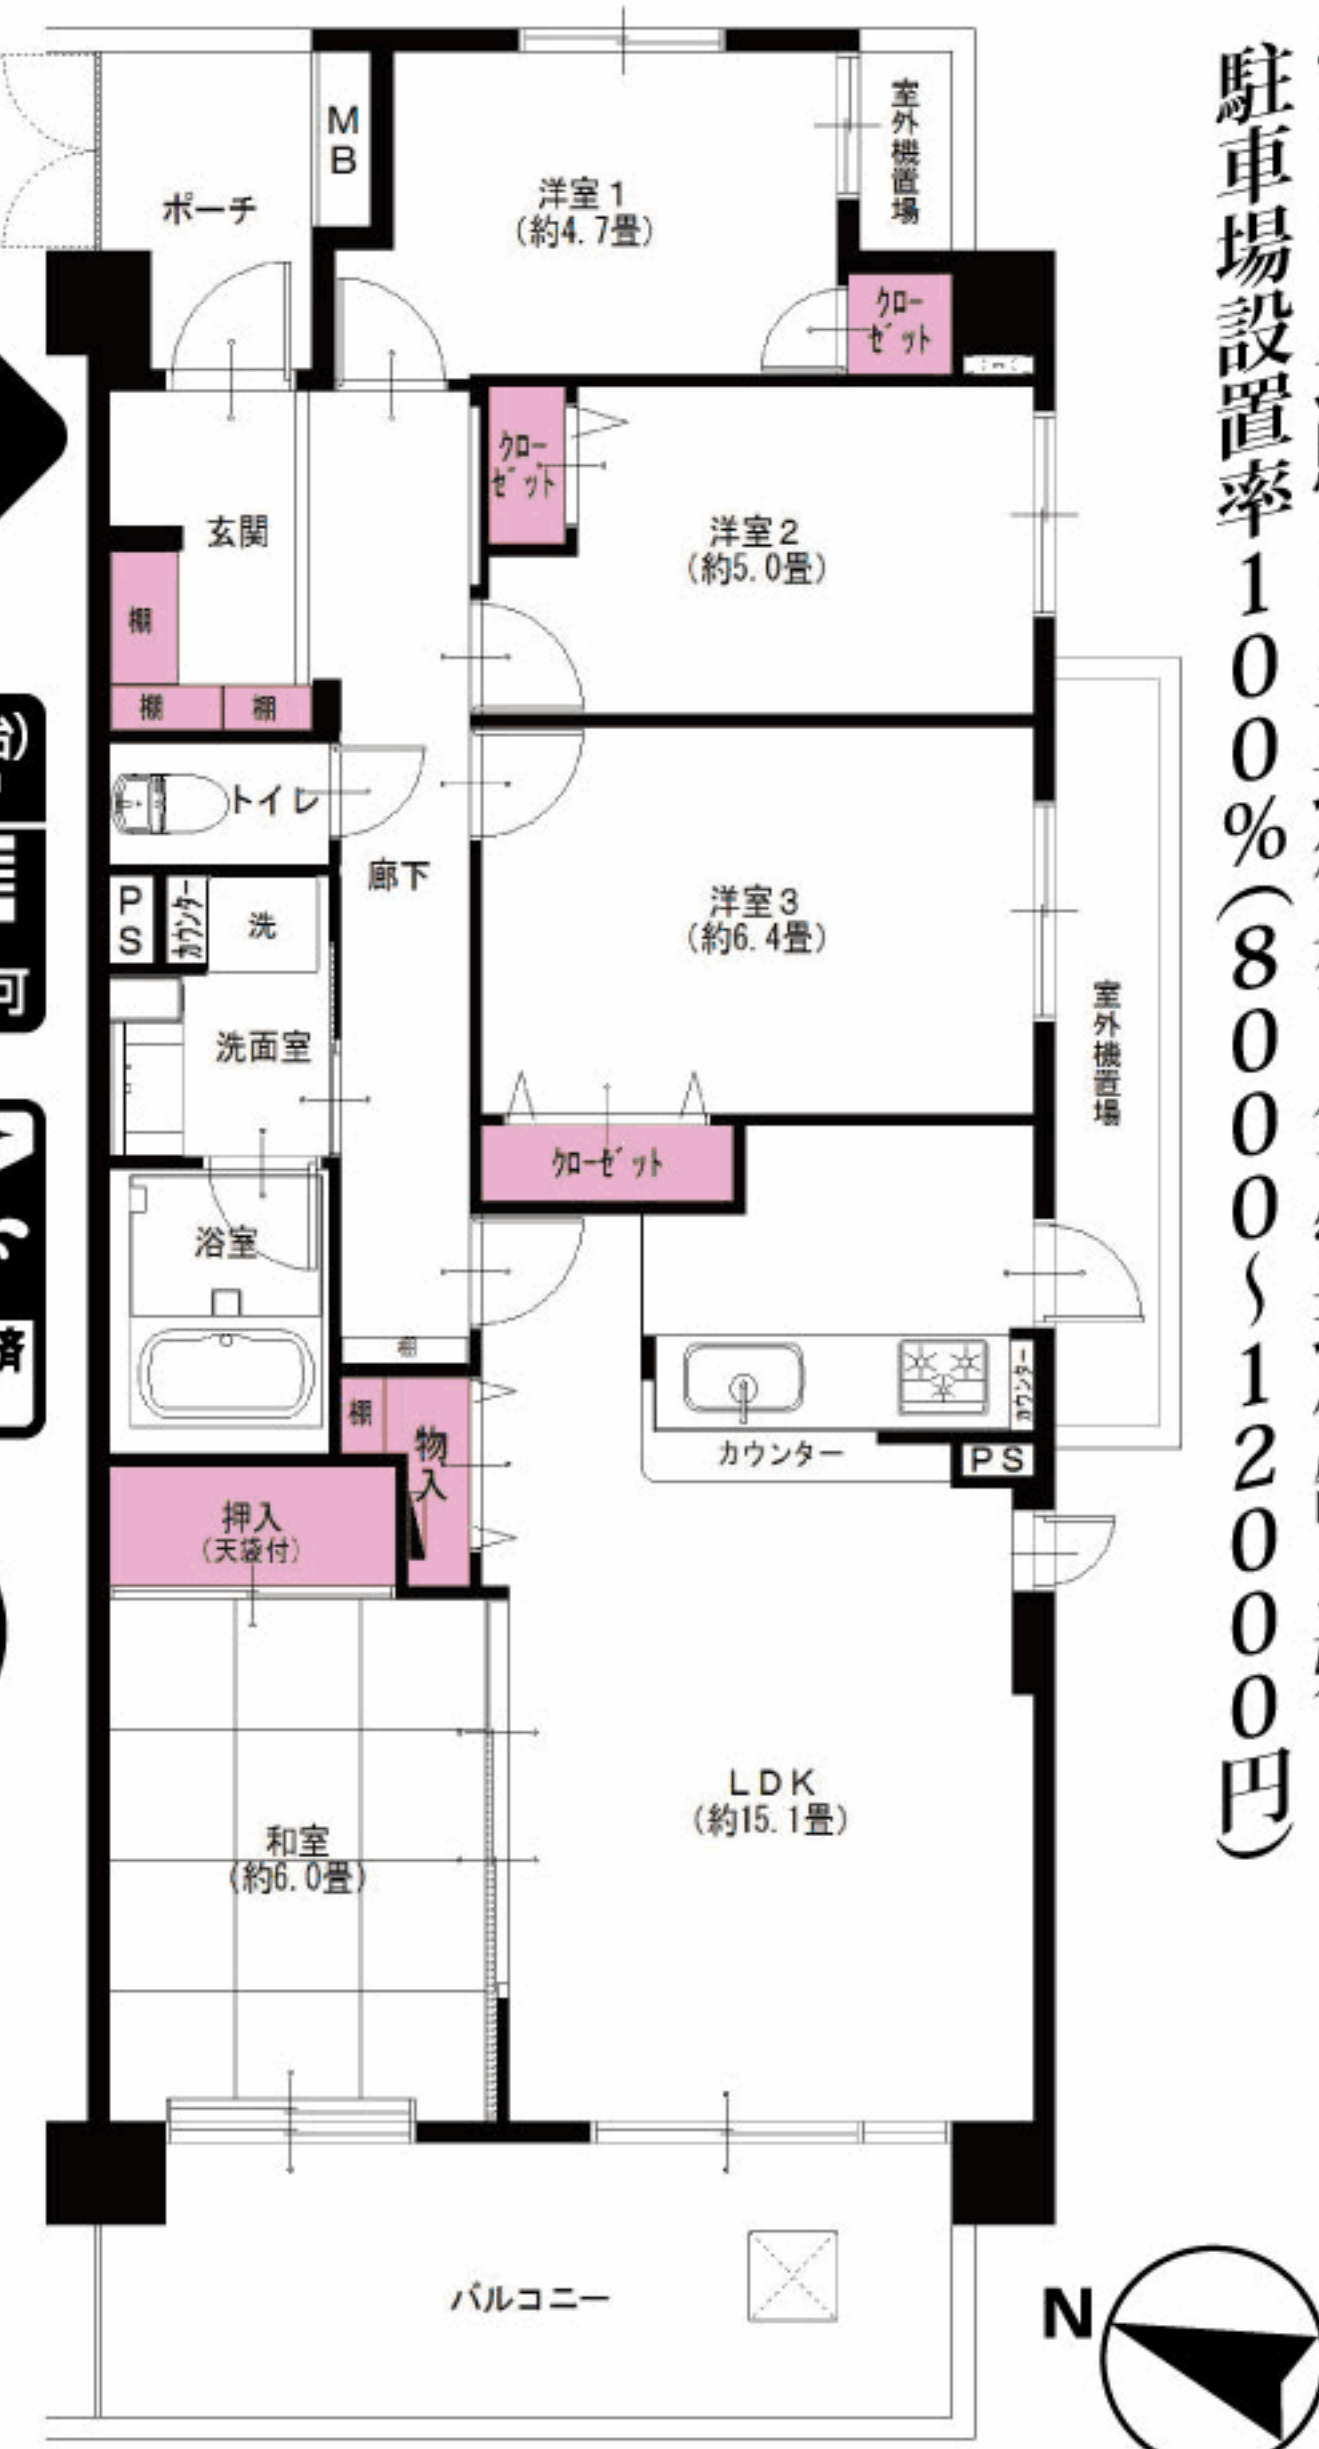 駐車場設置率100%(8000～12000円)
室外機置場
MB
洋室1
(約4.7畳)
ポーチ
クローゼット
クローゼット
洋室2
(約5.0畳)
玄関
棚
棚
棚
台)
トイレ
廊下
洋室3
(約6.4畳)
PS
カウンター
洗
可
室外機置場
洗面室
クローゼット
浴室
済
棚
カウンター
棚
物入
カウンター
PS
押入
(天袋付)
LDK
(約15.1畳)
和室
(約6.0畳)
バルコニー
N